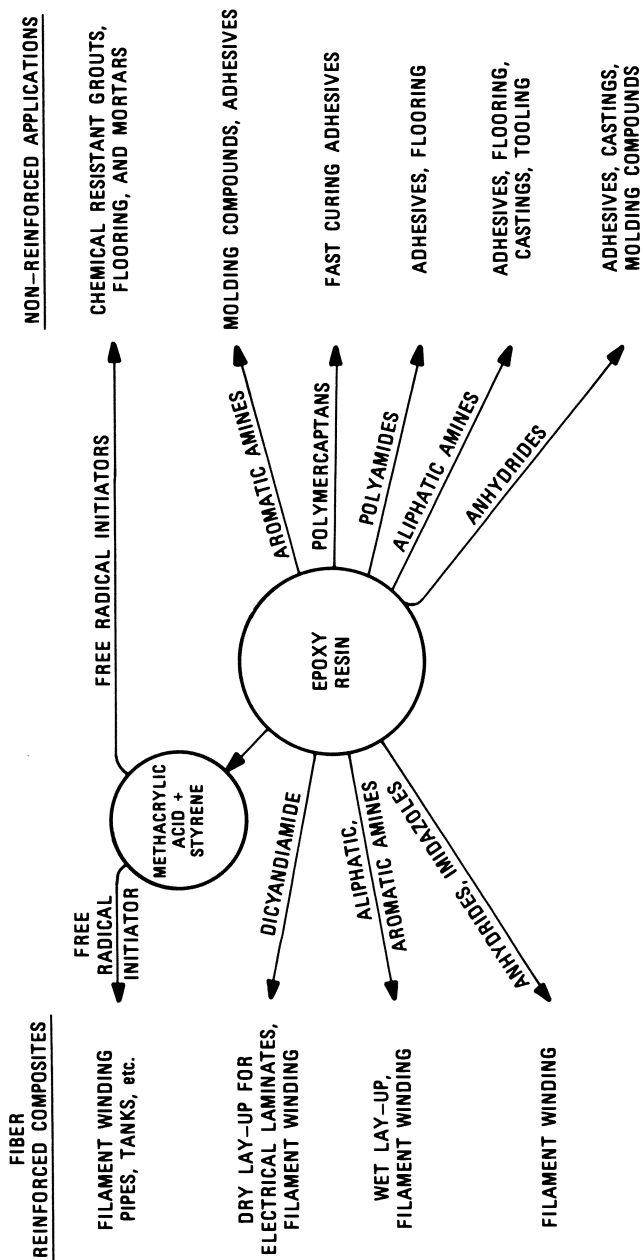 FIBER
REINFORCED COMPOSITES
FILAMENT WINDING
PIPES, TANKS, etc.
DRY LAY-UP FOR
ELECTRICAL LAMINATES,
FILAMENT WINDING
WET LAY-UP,
FILAMENT WINDING
FILAMENT WINDING
FREE
RADICAL
INITIATOR
METHACRYLIC
ACID +
STYRENE
DICYANDIAMIDE
ALIPHATIC,
AROMATIC AMINES
ANHYDRIDES, IMIDAZOLES
EPOXY
RESIN
FREE RADICAL INITIATORS
AROMATIC AMINES
POLYMERCAPTANS
POLYAMIDES
ALIPHATIC AMINES
ANHYDRIDES
NON-REINFORCED APPLICATIONS
CHEMICAL RESISTANT GROUTS,
FLOORING, AND MORTARS
MOLDING COMPOUNDS, ADHESIVES
FAST CURING ADHESIVES
ADHESIVES, FLOORING
ADHESIVES, FLOORING,
CASTINGS, TOOLING
ADHESIVES, CASTINGS,
MOLDING COMPOUNDS